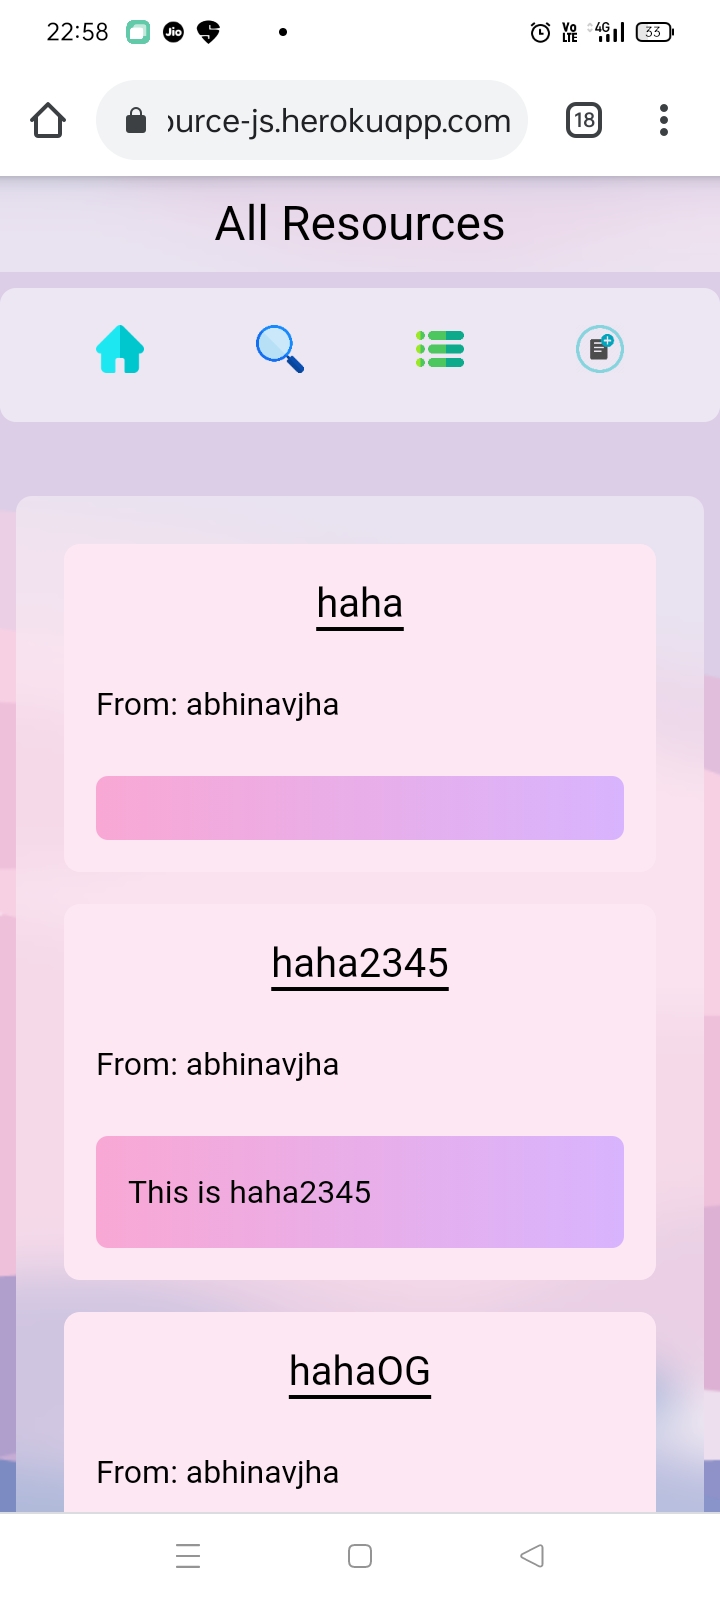 22:58
Jio
Vo
LTE
4G
33
ource-js.herokuapp.com
18
All Resources
haha
From: abhinavjha
haha2345
From: abhinavjha
This is haha2345
hahaOG
From: abhinavjha